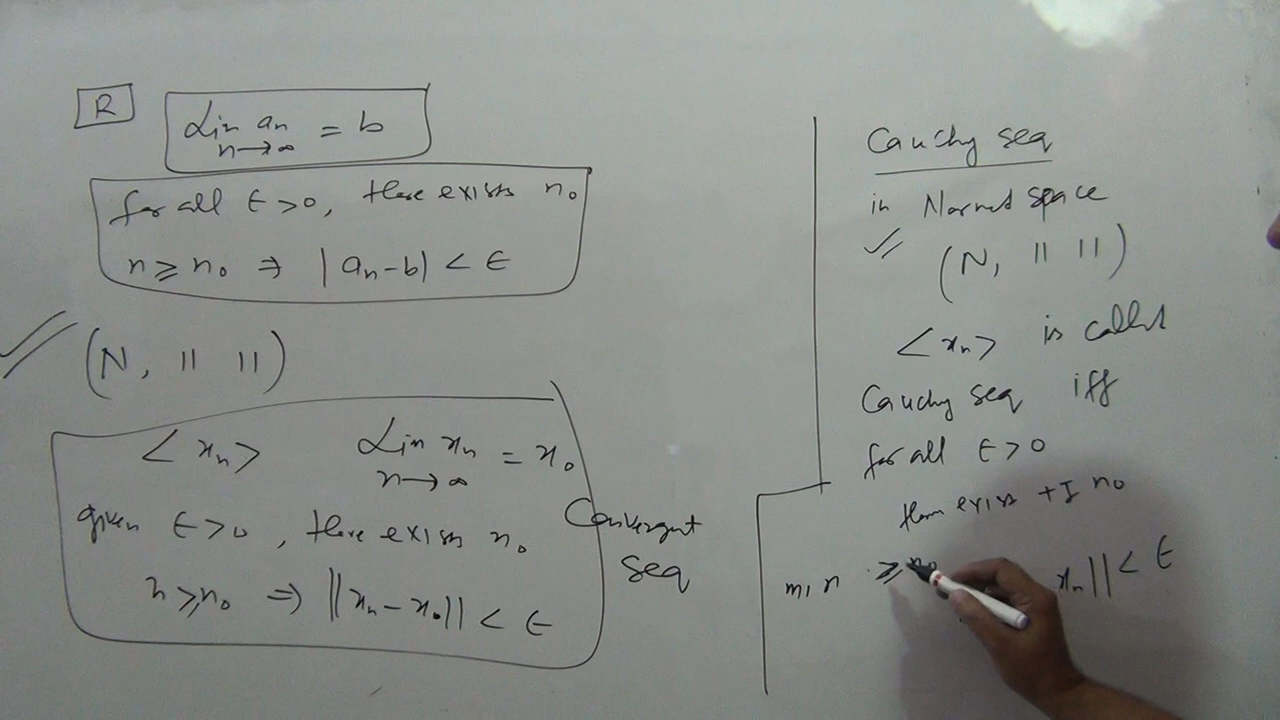 R
Lim an = b
n→∞
for all ε > 0, there exists n₀
n ≥ n₀ ⇒ |an - b| < ε
(N, || ||)
<xn> Lim xn = x₀
n→∞
given ε > 0, there exists n₀
n ≥ n₀ ⇒ ||xn - x₀|| < ε
Convergent
seq
Cauchy seq
in Normed space
(N, || ||)
<xn> is called
Cauchy seq iff
for all ε > 0
there exist +I n₀
m, n ≥ n₀ xn|| < ε